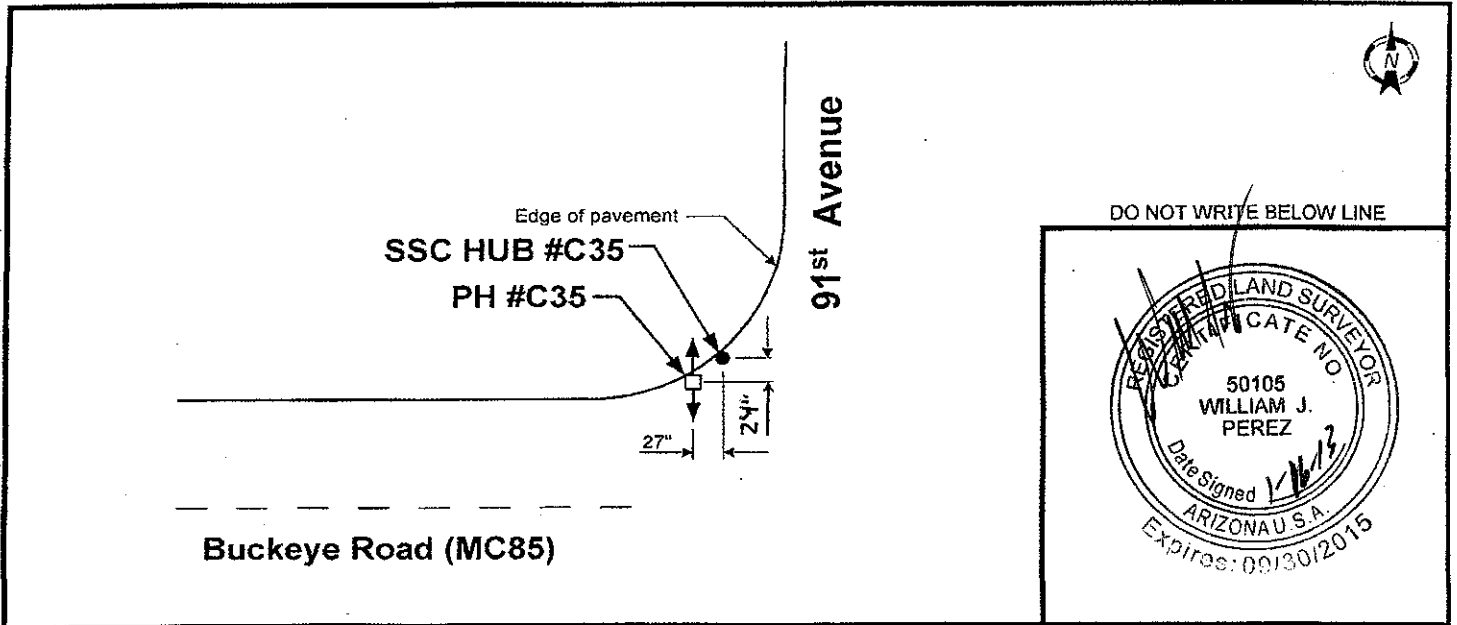 N
91st Avenue
Edge of pavement
SSC HUB #C35
PH #C35
24"
27"
Buckeye Road (MC85)
DO NOT WRITE BELOW LINE
REGISTERED LAND SURVEYOR
CERTIFICATE NO.
50105
WILLIAM J.
PEREZ
Date Signed
ARIZONA U.S.A.
Expires: 09/30/2015